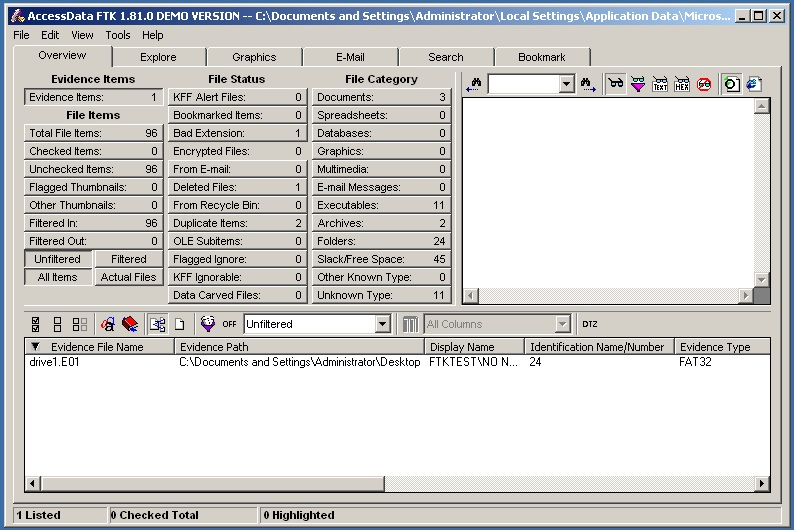 AccessData FTK 1.81.0 DEMO VERSION -- C:\Documents and Settings\Administrator\Local Settings\Application Data\Micros...
File Edit View Tools Help
Overview Explore Graphics E-Mail Search Bookmark
Evidence Items File Status File Category
Evidence Items: 1 KFF Alert Files: 0 Documents: 3
File Items Bookmarked Items: 0 Spreadsheets: 0
Total File Items: 96 Bad Extension: 1 Databases: 0
Checked Items: 0 Encrypted Files: 0 Graphics: 0
Unchecked Items: 96 From E-mail: 0 Multimedia: 0
Flagged Thumbnails: 0 Deleted Files: 1 E-mail Messages: 0
Other Thumbnails: 0 From Recycle Bin: 0 Executables: 11
Filtered In: 96 Duplicate Items: 2 Archives: 2
Filtered Out: 0 OLE Subitems: 0 Folders: 24
Unfiltered Filtered Flagged Ignore: 0 Slack/Free Space: 45
All Items Actual Files KFF Ignorable: 0 Other Known Type: 0
Data Carved Files: 0 Unknown Type: 11
TEXT HEX
OFF Unfiltered All Columns DTZ
Evidence File Name Evidence Path Display Name Identification Name/Number Evidence Type
drive1.E01 C:\Documents and Settings\Administrator\Desktop FTKTEST\NO N... 24 FAT32
1 Listed 0 Checked Total 0 Highlighted